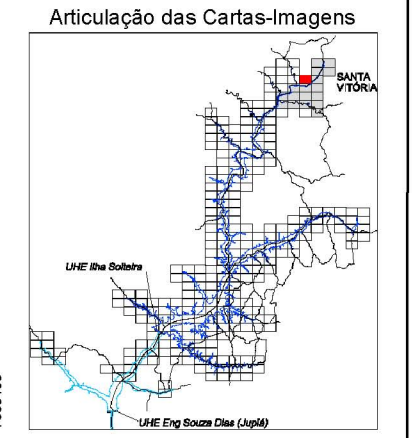 Articulação das Cartas-Imagens
SANTA
VITÓRIA
UHE Ilha Solteira
UHE Eng Souza Dias (Jupiá)